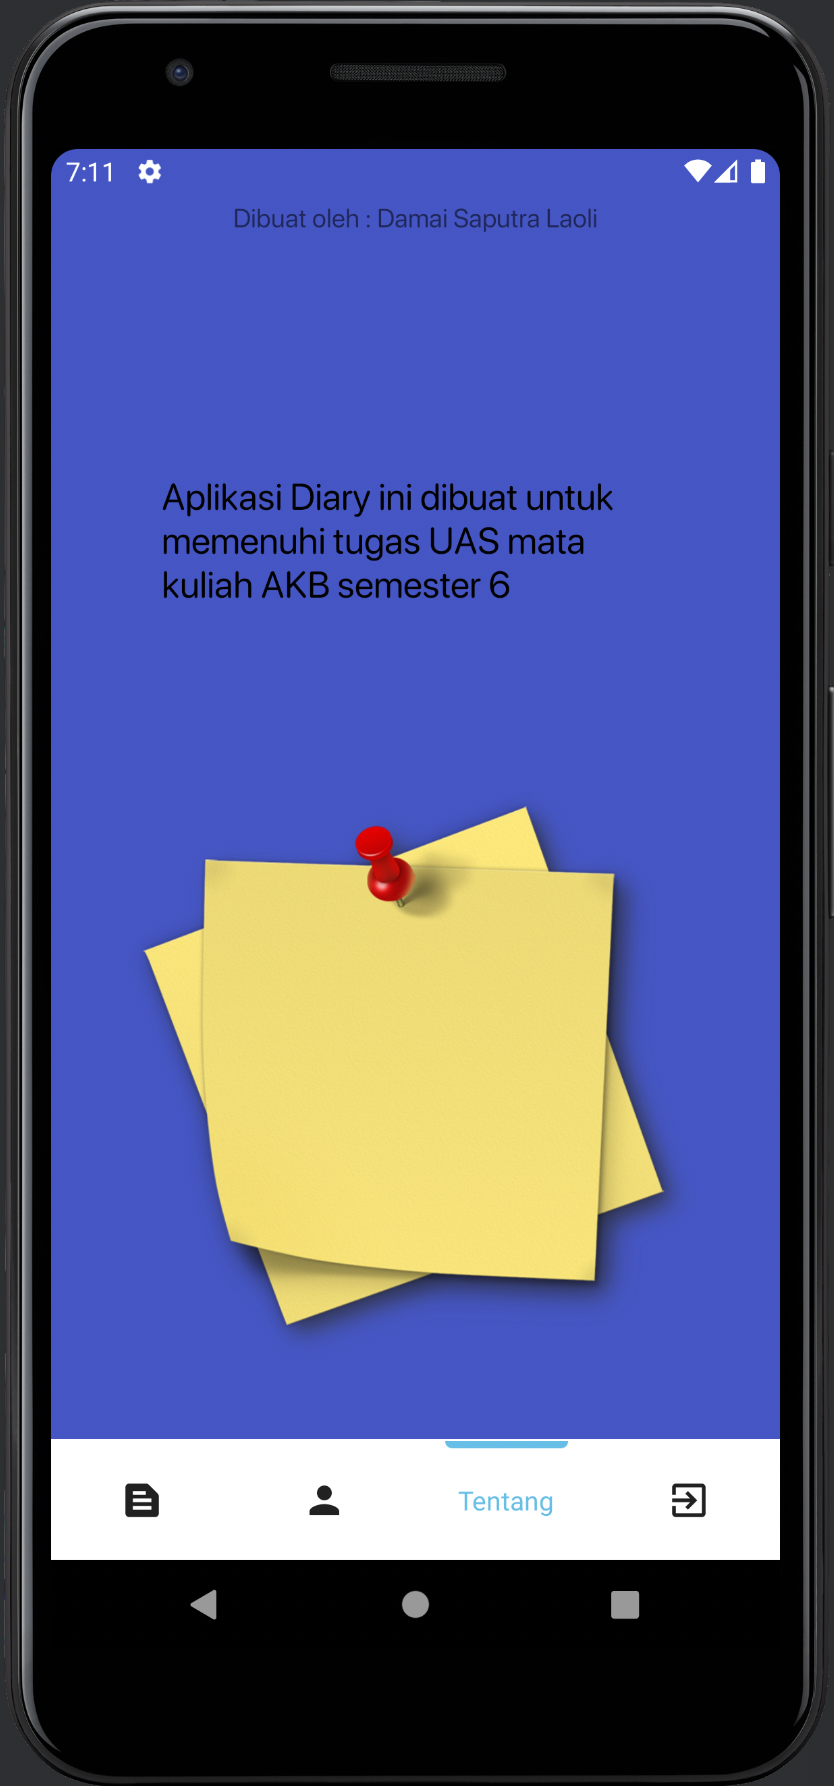 7:11
Dibuat oleh : Damai Saputra Laoli
Aplikasi Diary ini dibuat untuk
memenuhi tugas UAS mata
kuliah AKB semester 6
Tentang